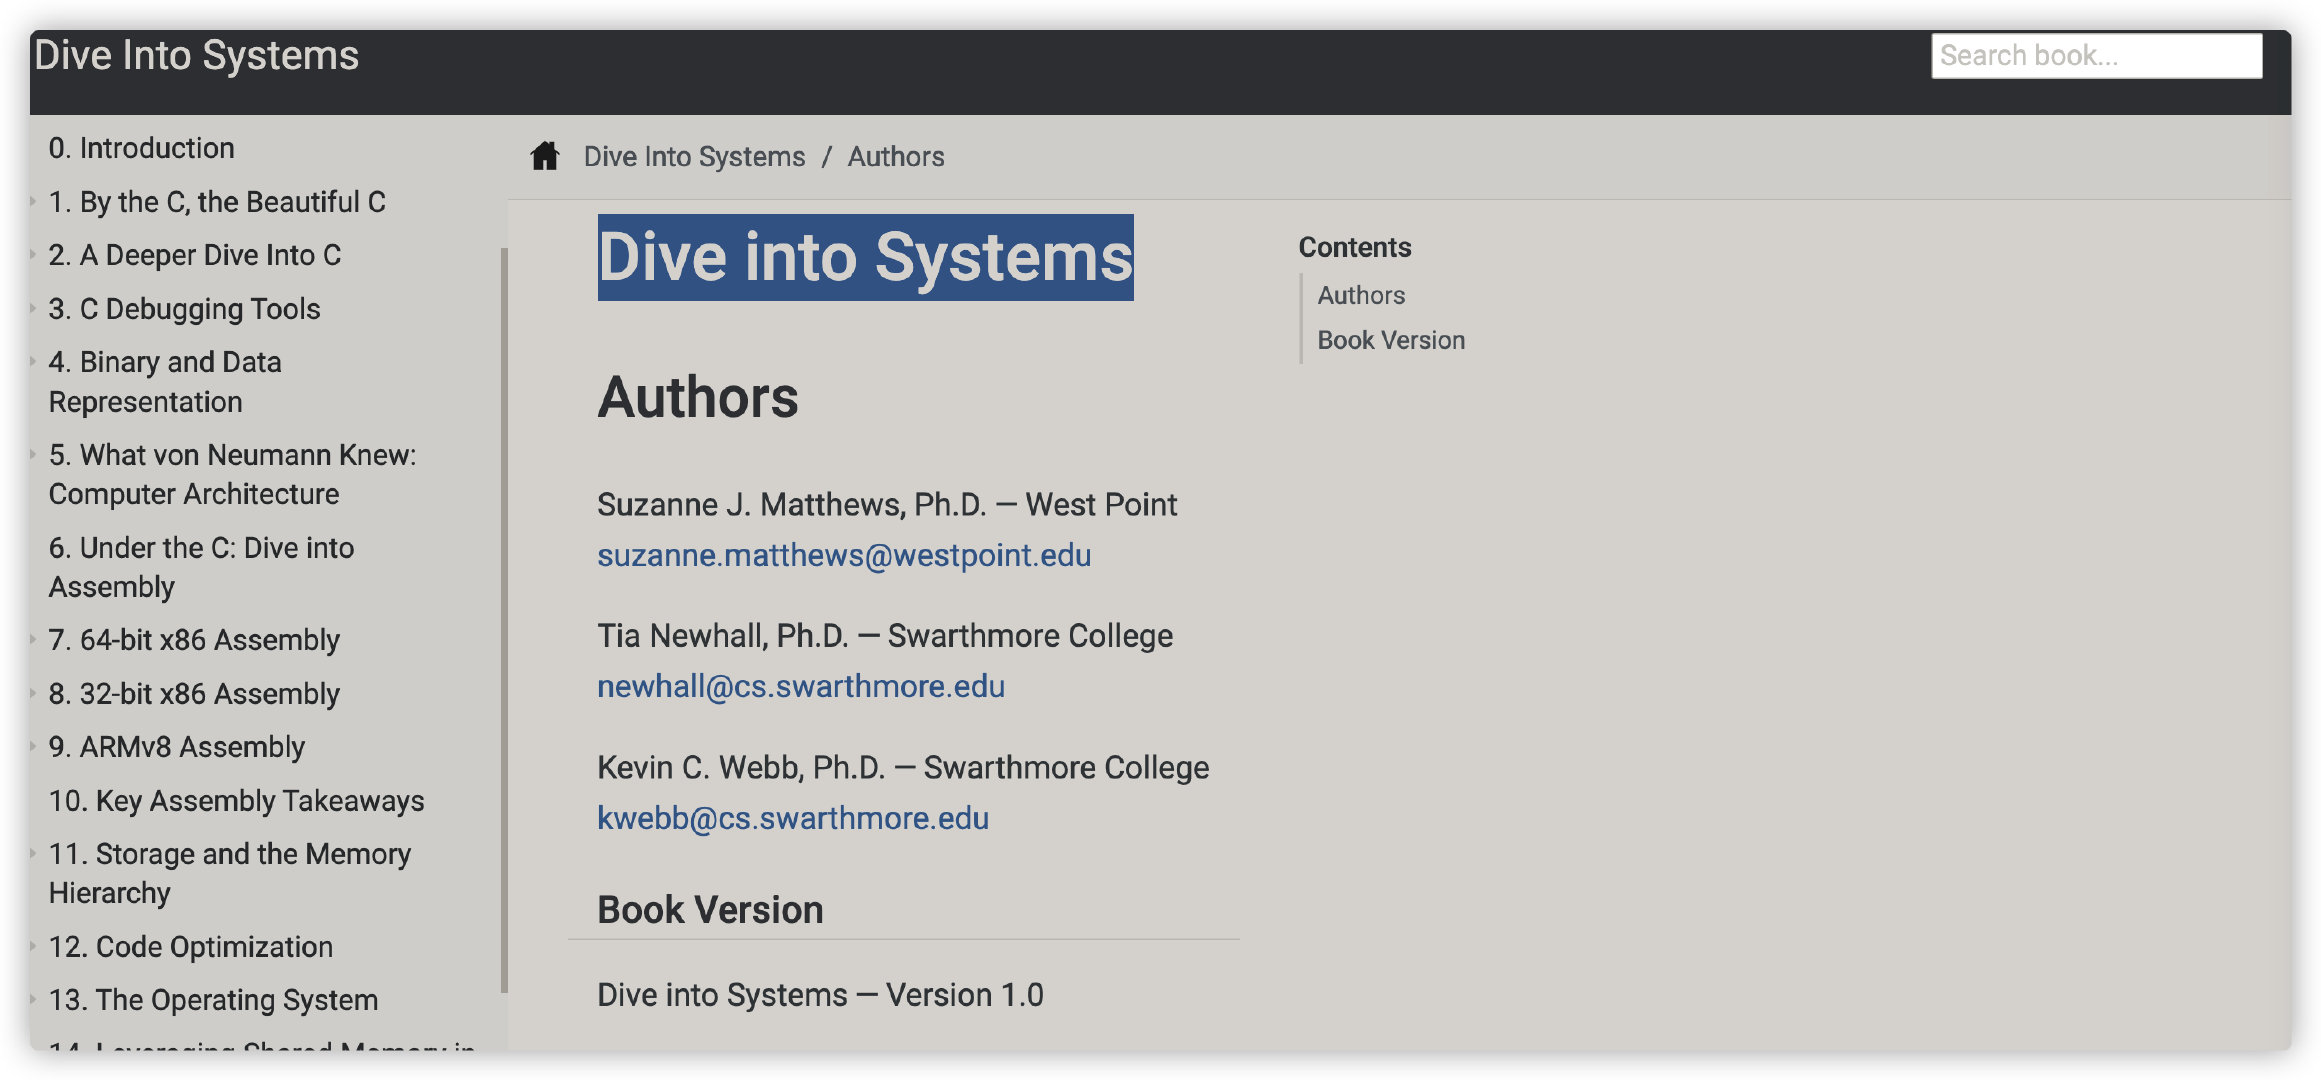 Dive Into Systems
Search book...
0. Introduction
1. By the C, the Beautiful C
2. A Deeper Dive Into C
3. C Debugging Tools
4. Binary and Data
Representation
5. What von Neumann Knew:
Computer Architecture
6. Under the C: Dive into
Assembly
7. 64-bit x86 Assembly
8. 32-bit x86 Assembly
9. ARMv8 Assembly
10. Key Assembly Takeaways
11. Storage and the Memory
Hierarchy
12. Code Optimization
13. The Operating System
14. Leveraging Shared Memory in
Dive Into Systems / Authors
Dive into Systems
Authors
Suzanne J. Matthews, Ph.D. — West Point
suzanne.matthews@westpoint.edu
Tia Newhall, Ph.D. — Swarthmore College
newhall@cs.swarthmore.edu
Kevin C. Webb, Ph.D. — Swarthmore College
kwebb@cs.swarthmore.edu
Book Version
Dive into Systems — Version 1.0
Contents
Authors
Book Version